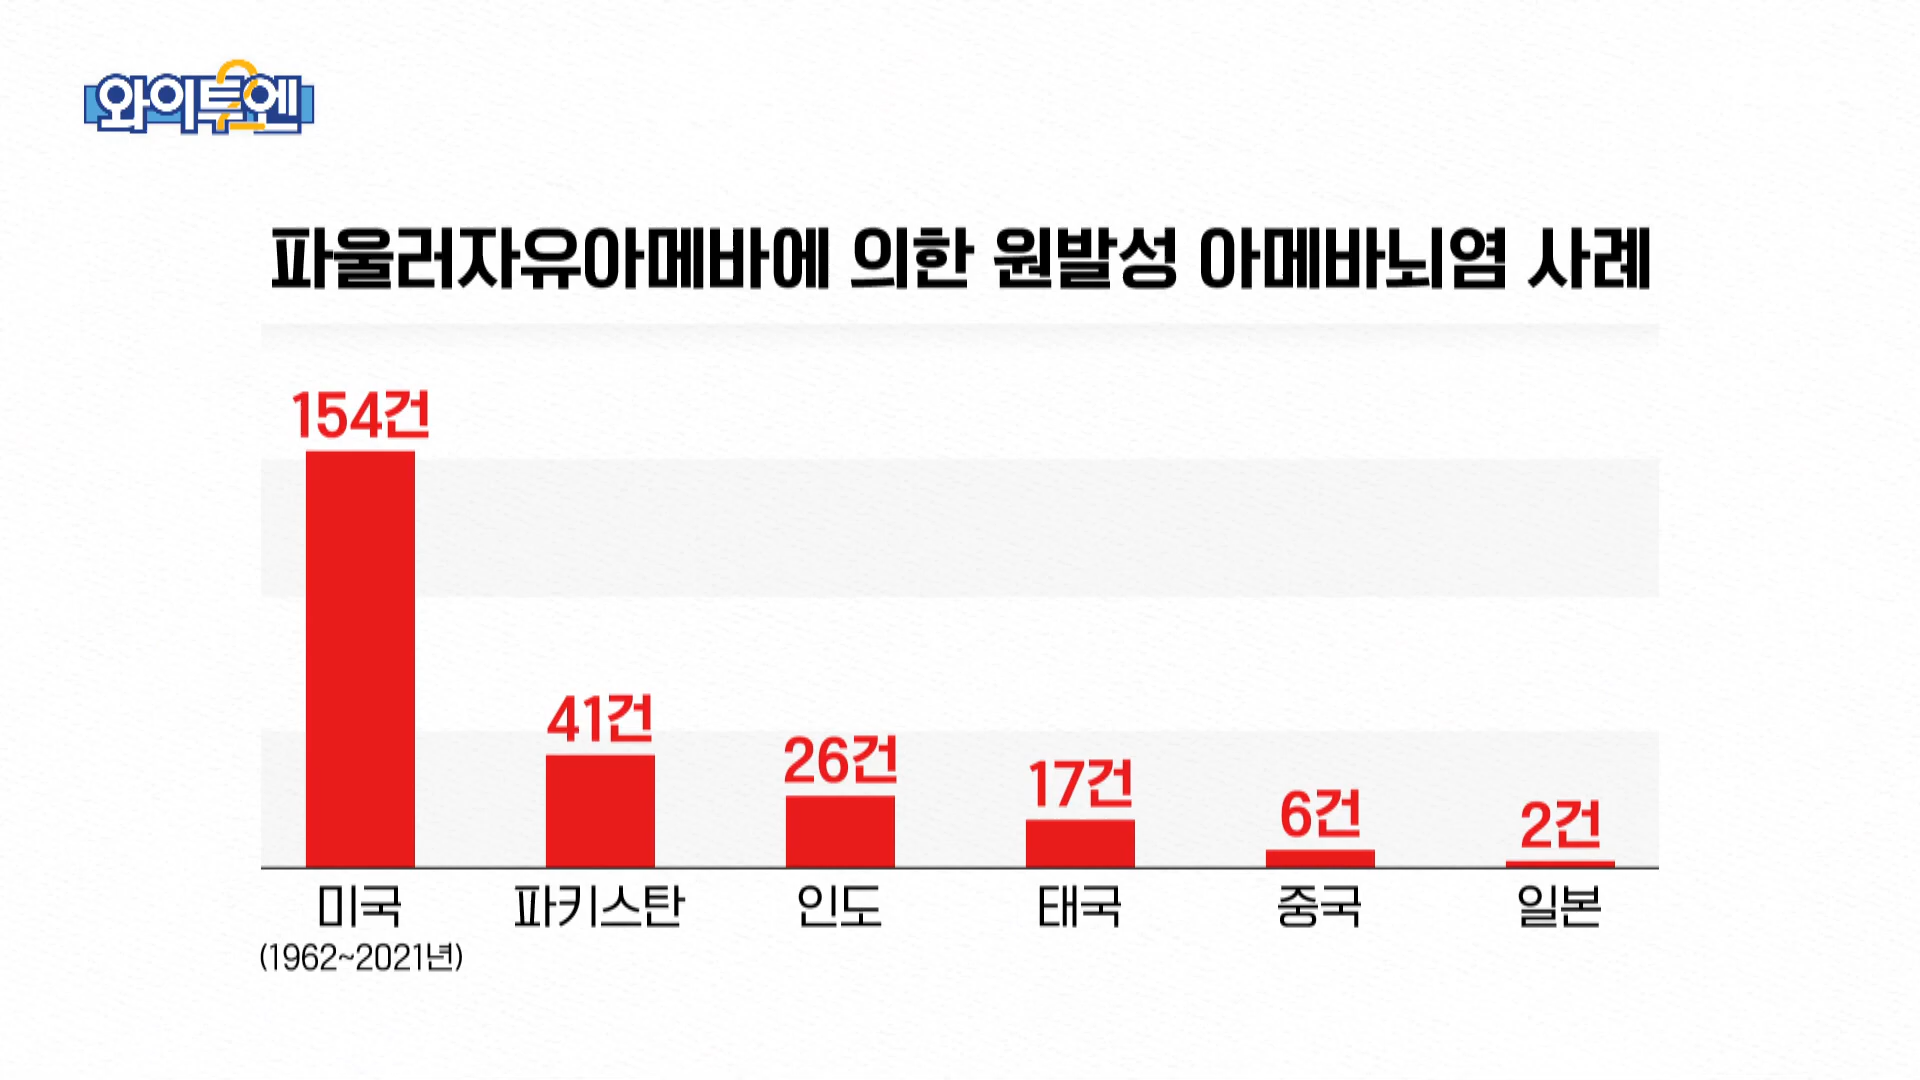 와이투엔
파울러자유아메바에 의한 원발성 아메바뇌염 사례
154건
41건
26건
17건
6건
2건
미국
파키스탄
인도
태국
중국
일본
(1962~2021년)